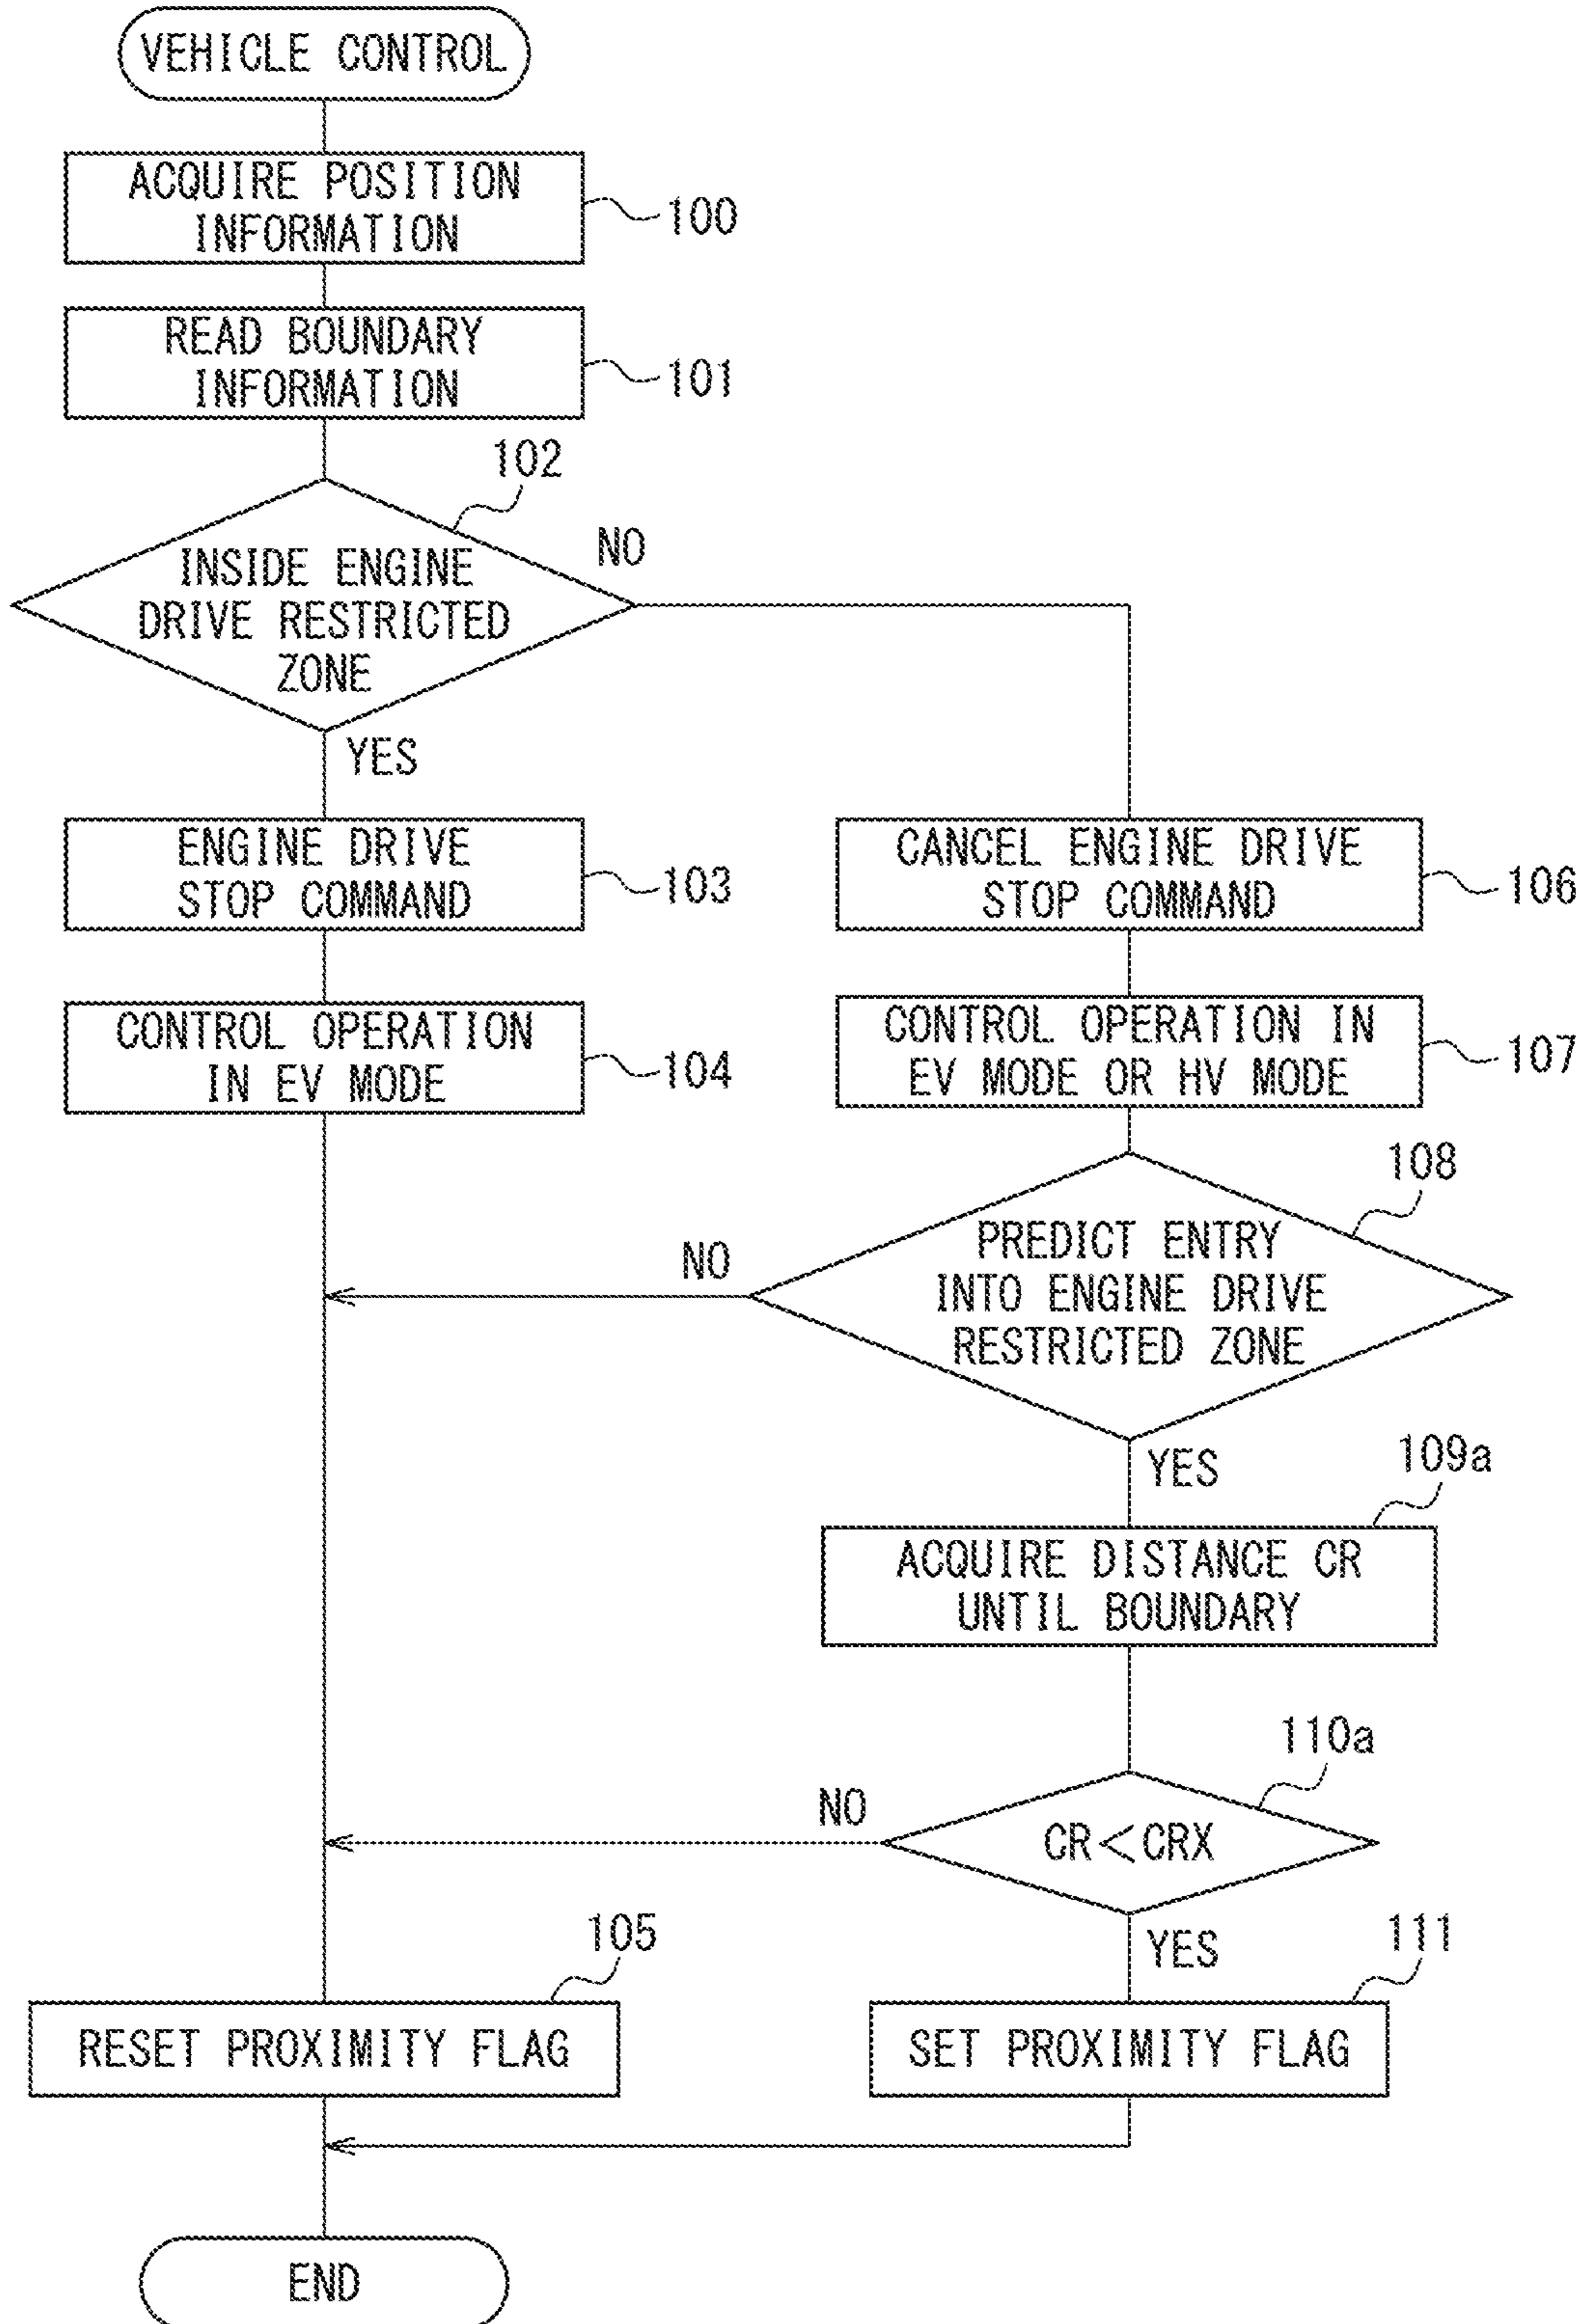 VEHICLE CONTROL
ACQUIRE POSITION
INFORMATION
100
READ BOUNDARY
INFORMATION
101
102
INSIDE ENGINE
DRIVE RESTRICTED
ZONE
NO
YES
ENGINE DRIVE
STOP COMMAND
103
CANCEL ENGINE DRIVE
STOP COMMAND
106
CONTROL OPERATION
IN EV MODE
104
CONTROL OPERATION IN
EV MODE OR HV MODE
107
108
PREDICT ENTRY
INTO ENGINE DRIVE
RESTRICTED ZONE
NO
YES
109a
ACQUIRE DISTANCE CR
UNTIL BOUNDARY
110a
CR<CRX
NO
YES
105
RESET PROXIMITY FLAG
111
SET PROXIMITY FLAG
END